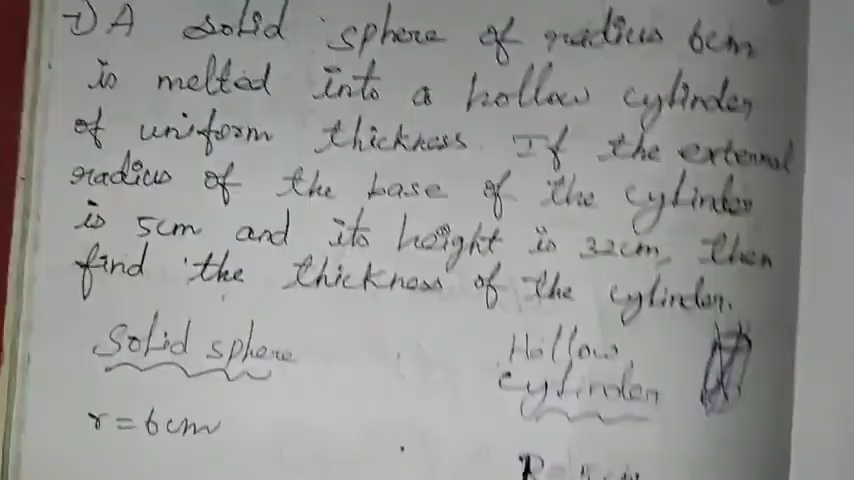 1) A solid sphere of radius 6cm
is melted into a hollow cylinder
of uniform thickness. If the external
radius of the base of the cylinder
is 5cm and its height is 32cm, then
find the thickness of the cylinder.
Solid sphere
Hollow
cylinder
r = 6cm